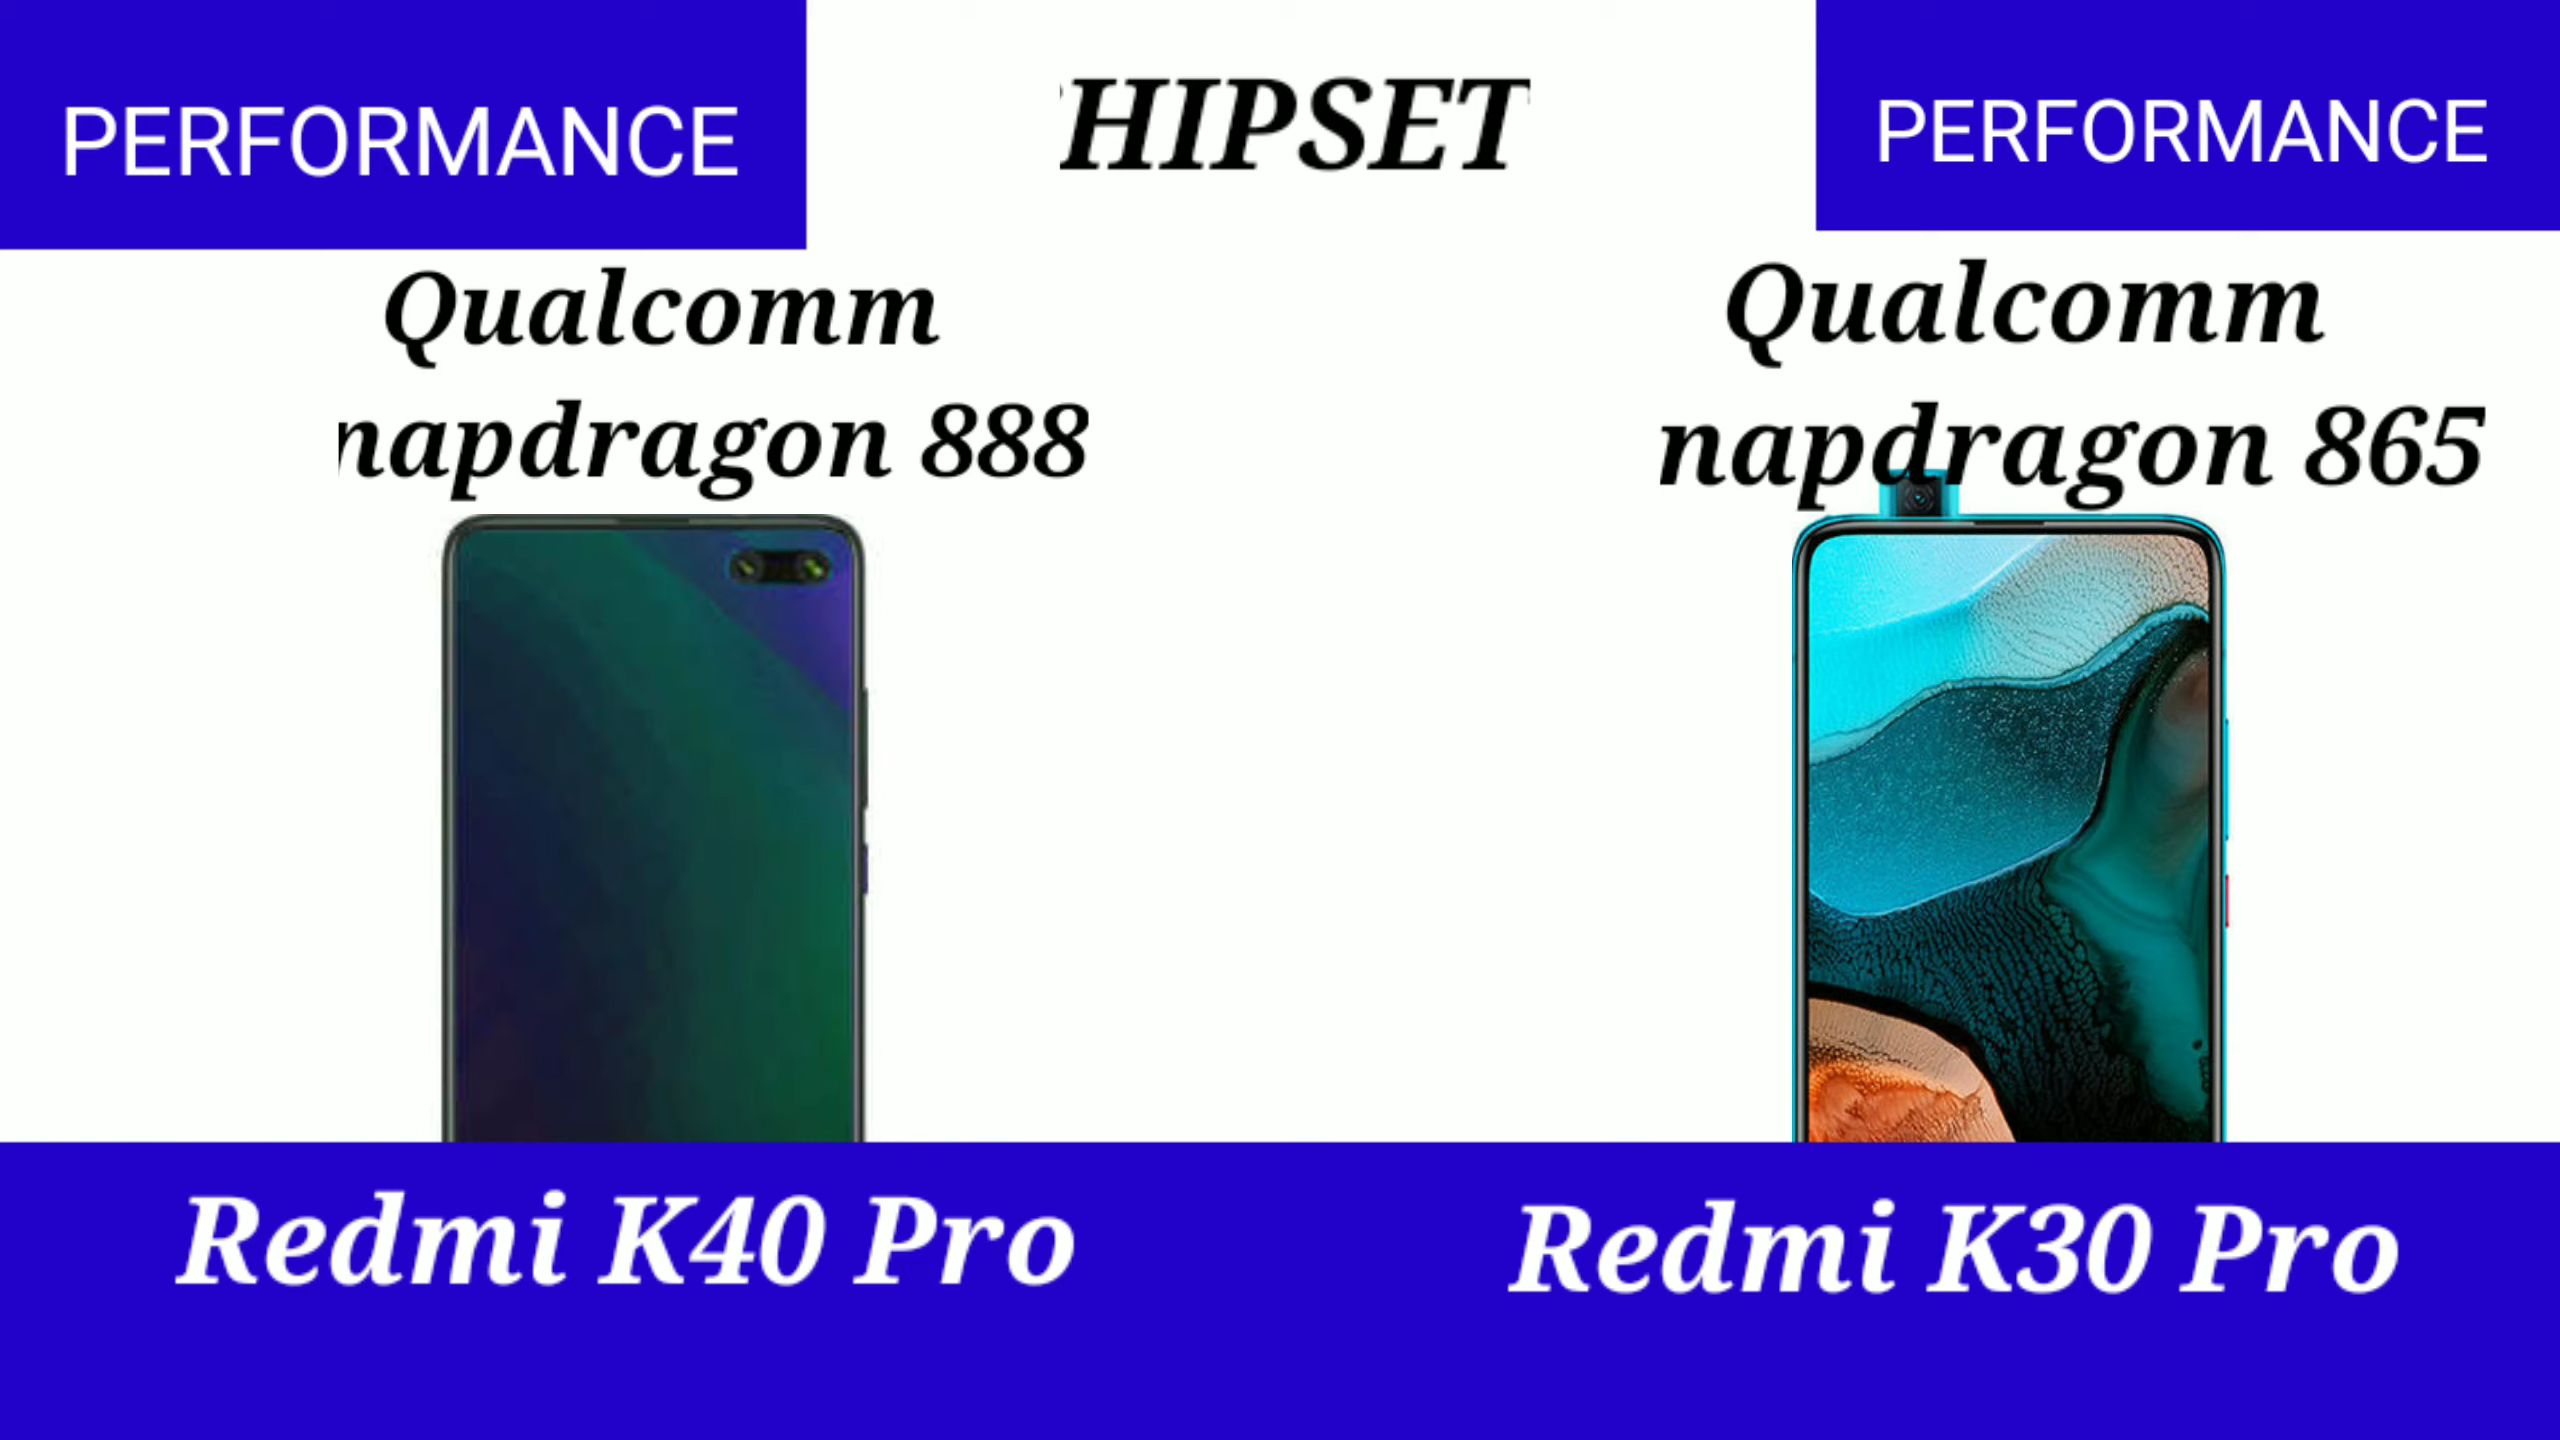 PERFORMANCE
HIPSET
PERFORMANCE
Qualcomm
napdragon 888
Qualcomm
napdragon 865
Redmi K40 Pro
Redmi K30 Pro